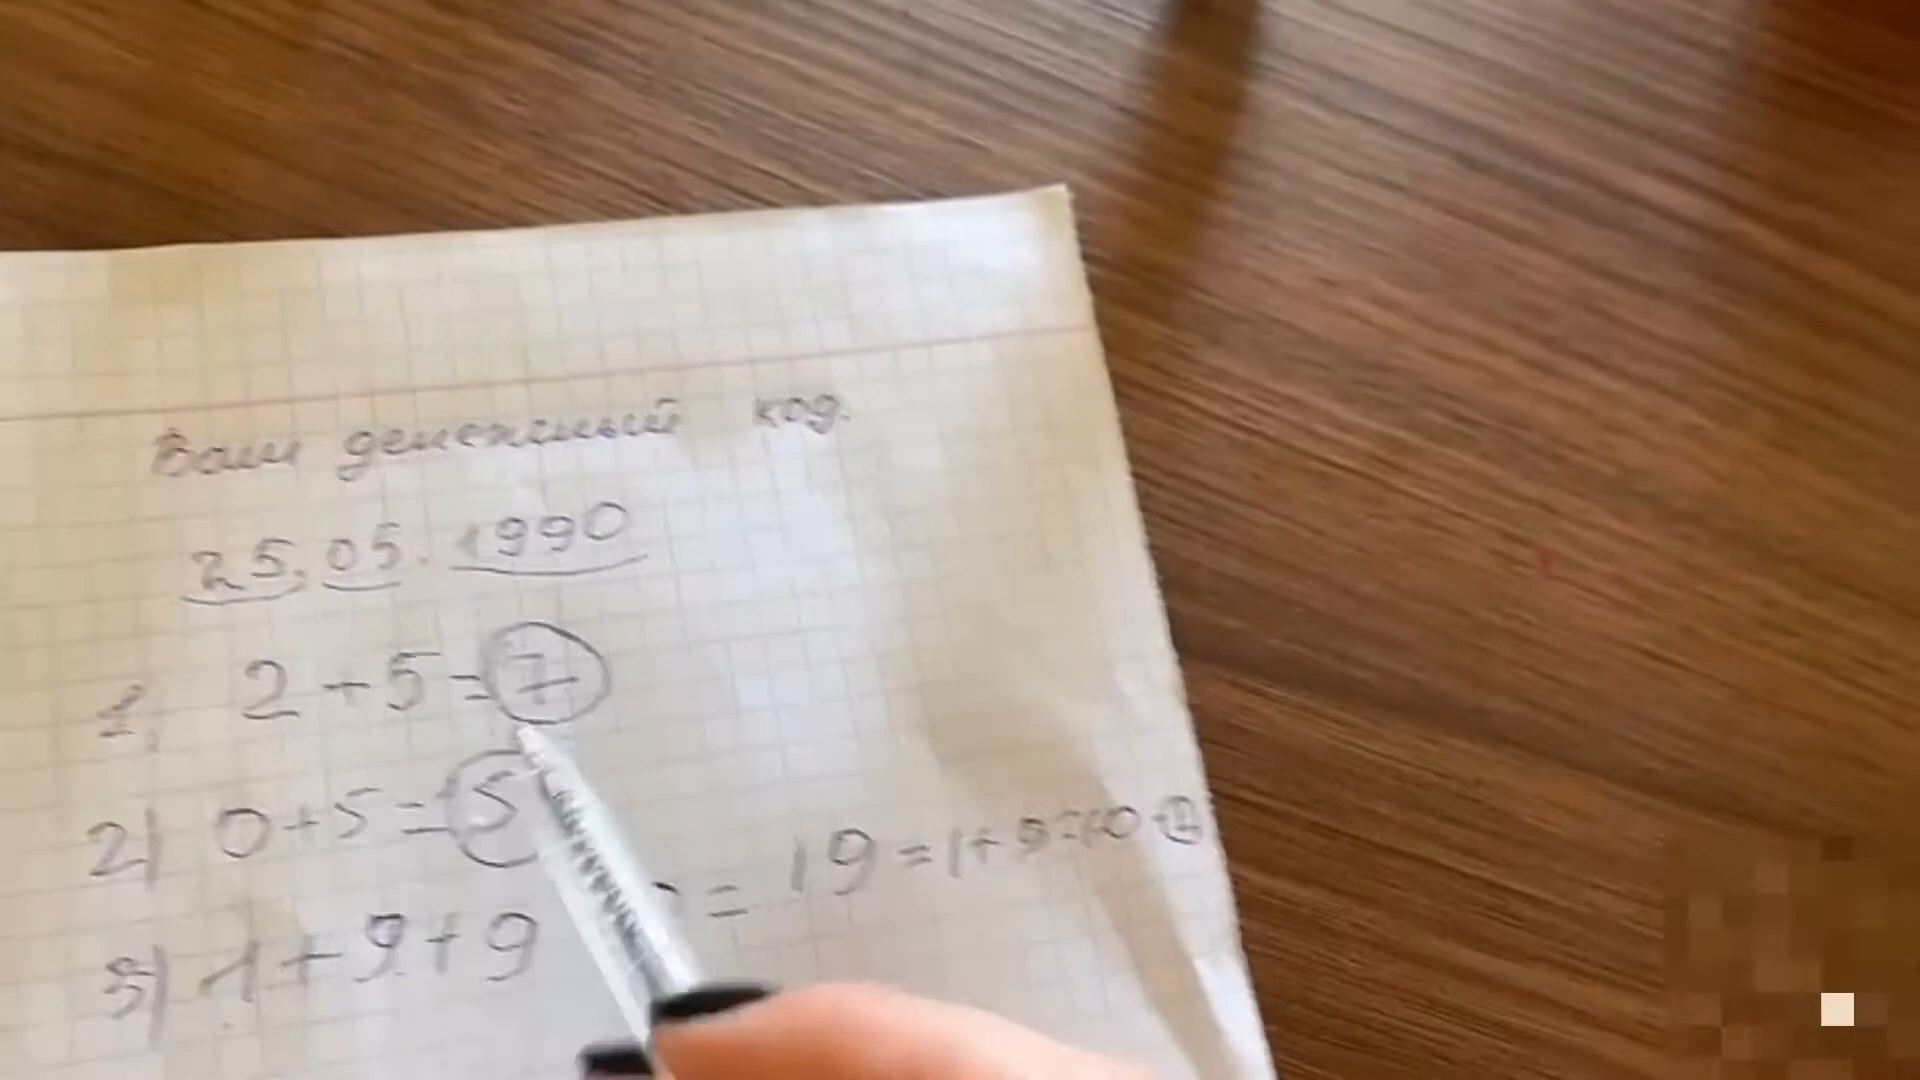 Ваш денежный код.
25.05.1990
1) 2+5=7
2) 0+5=5
3) 1+9+9 = 19=1+9=10